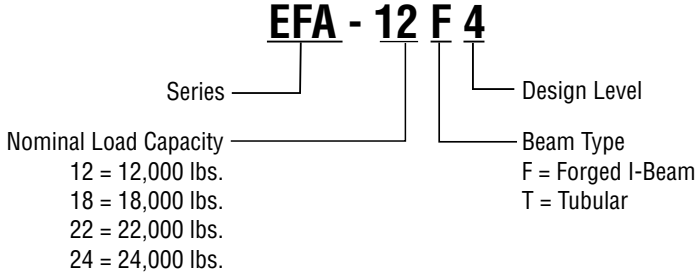 EFA - 12 F 4
Series
Design Level
Nominal Load Capacity
12 = 12,000 lbs.
18 = 18,000 lbs.
22 = 22,000 lbs.
24 = 24,000 lbs.
Beam Type
F = Forged I-Beam
T = Tubular